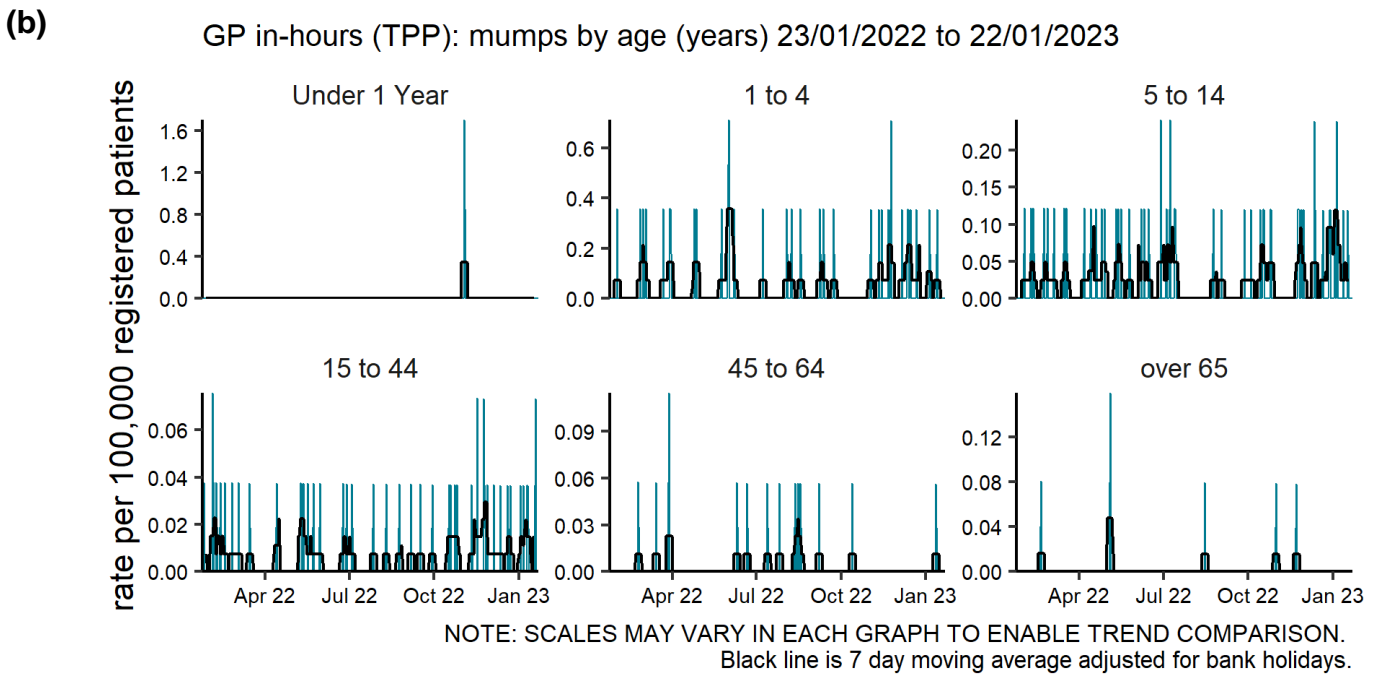 (b)
GP in-hours (TPP): mumps by age (years) 23/01/2022 to 22/01/2023
rate per 100,000 registered patients
Under 1 Year
1.6
1.2
0.8
0.4
0.0
1 to 4
0.6
0.4
0.2
0.0
5 to 14
0.20
0.15
0.10
0.05
0.00
15 to 44
0.06
0.04
0.02
0.00
Apr 22 Jul 22 Oct 22 Jan 23
45 to 64
0.09
0.06
0.03
0.00
Apr 22 Jul 22 Oct 22 Jan 23
over 65
0.12
0.08
0.04
0.00
Apr 22 Jul 22 Oct 22 Jan 23
NOTE: SCALES MAY VARY IN EACH GRAPH TO ENABLE TREND COMPARISON.
Black line is 7 day moving average adjusted for bank holidays.